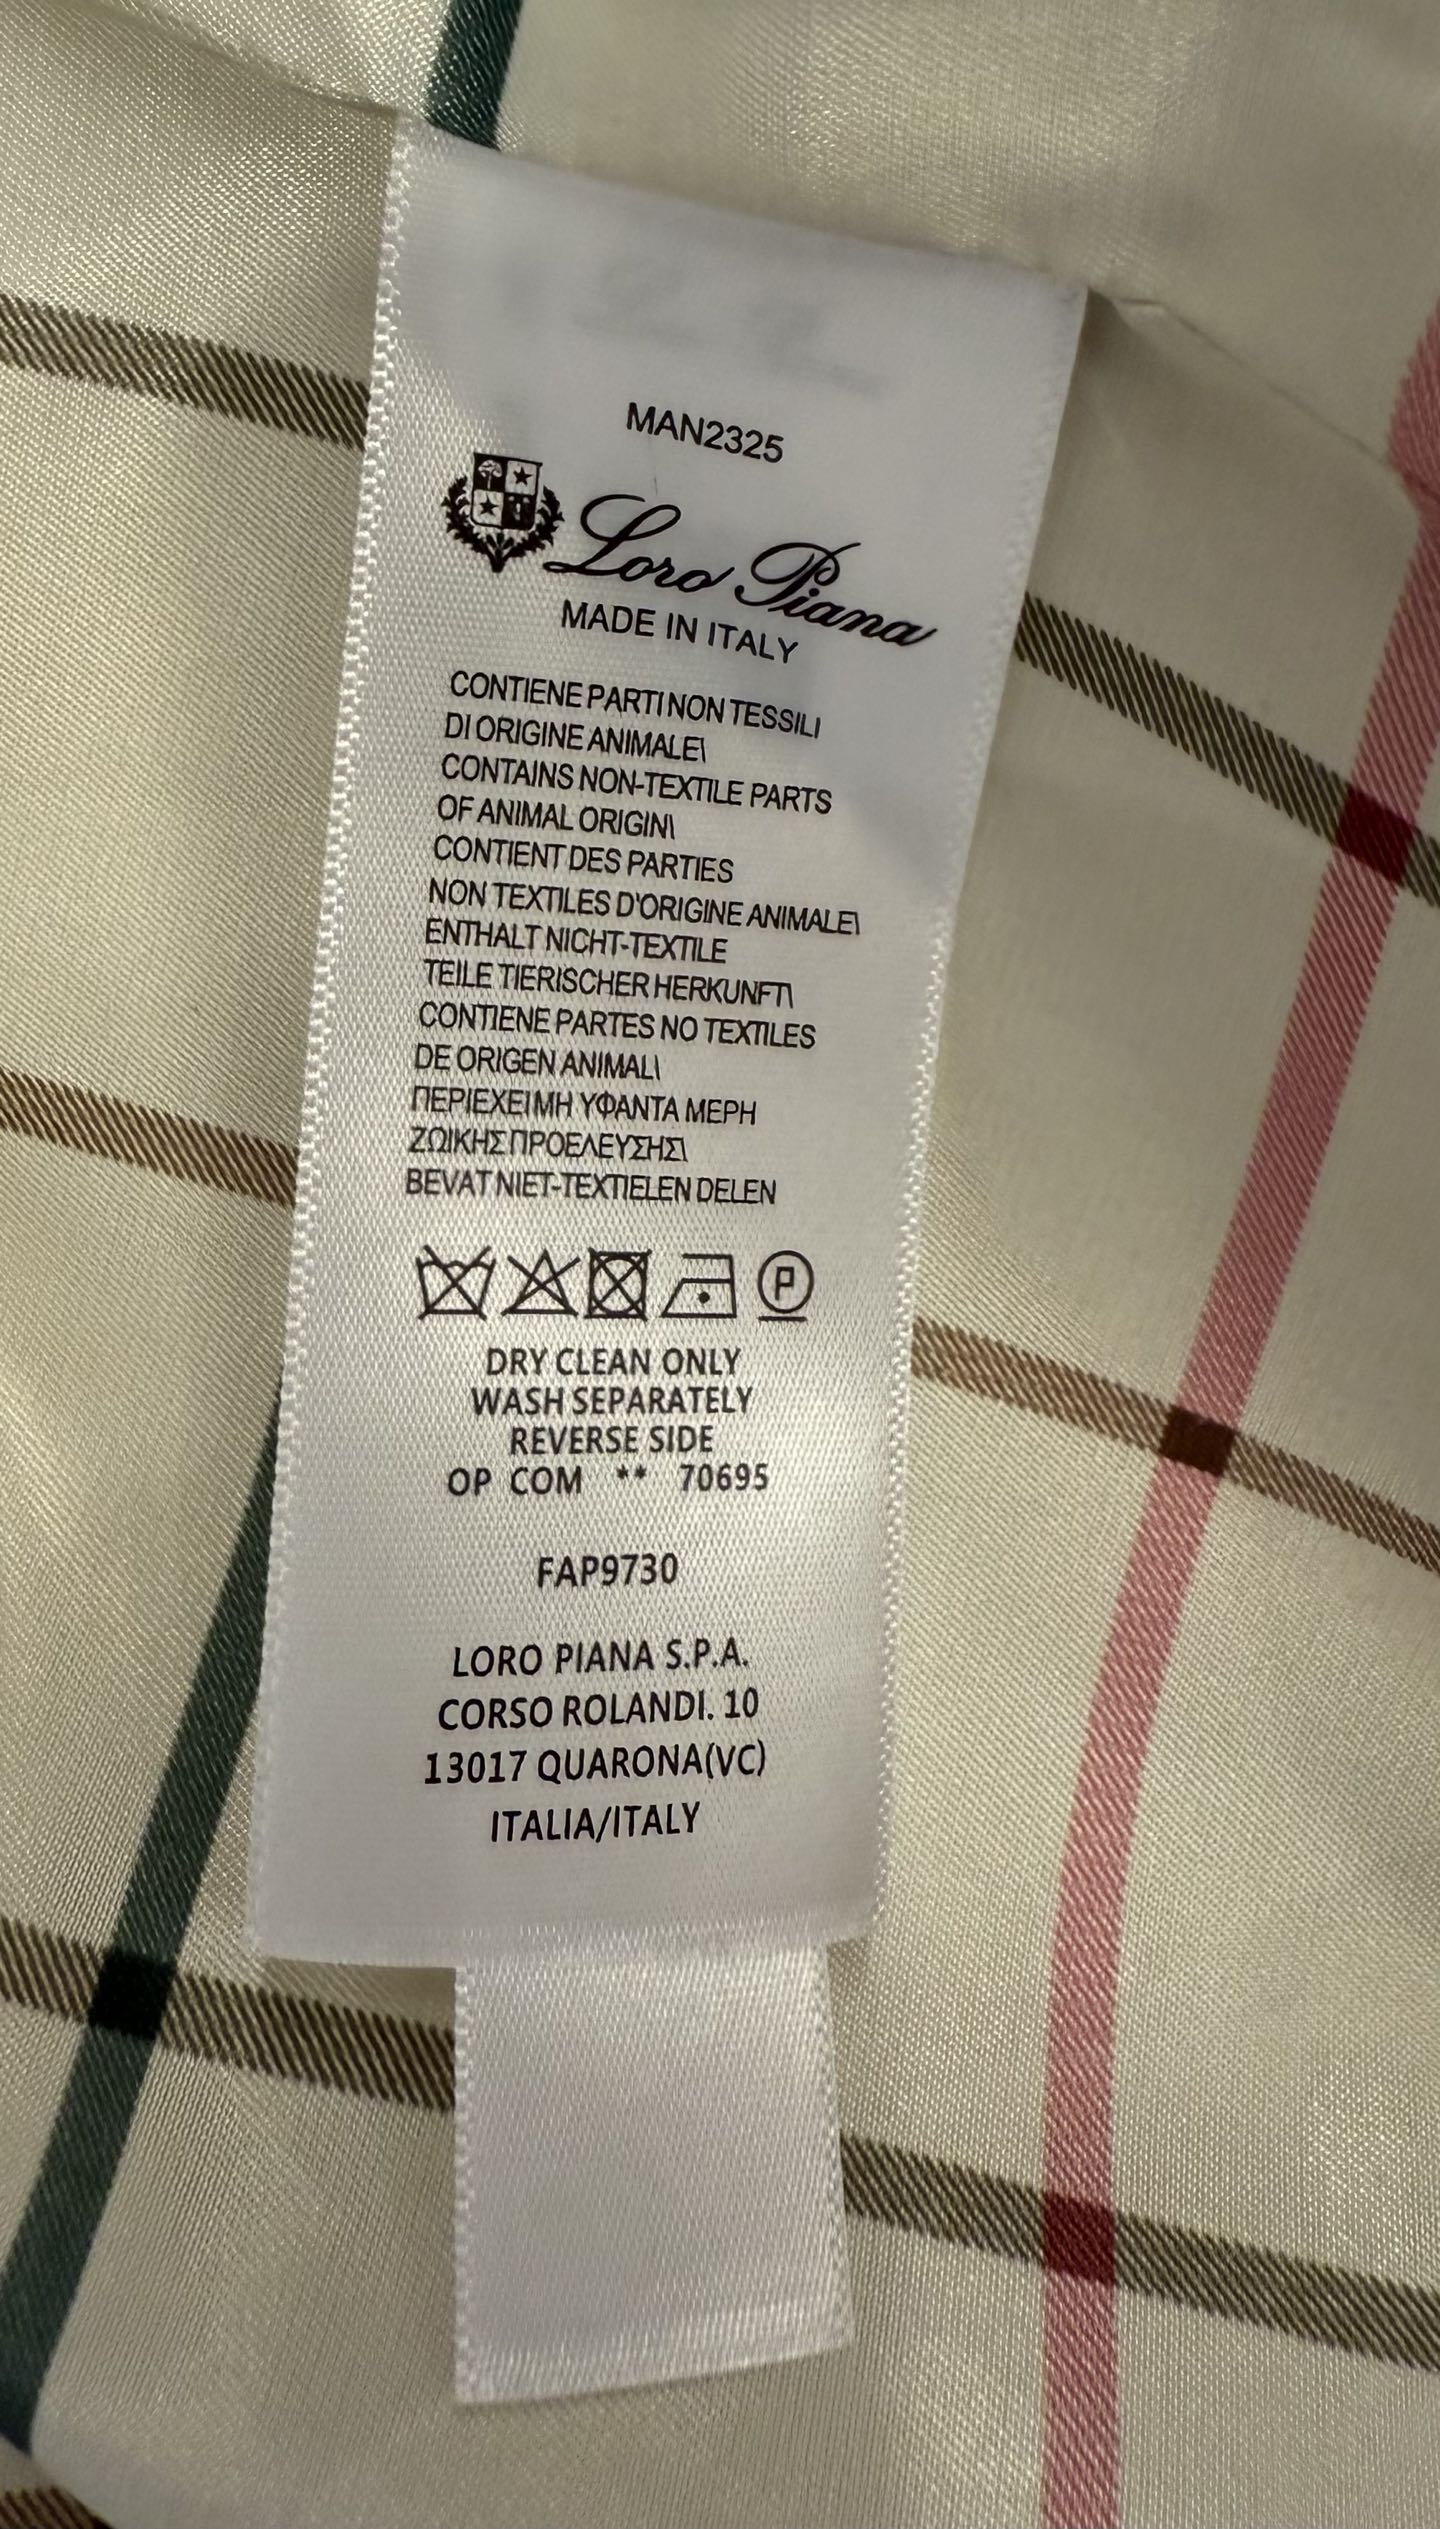 MAN2325
Loro Piana
MADE IN ITALY
CONTIENE PARTI NON TESSILI
DI ORIGINE ANIMALE\
CONTAINS NON-TEXTILE PARTS
OF ANIMAL ORIGIN\
CONTIENT DES PARTIES
NON TEXTILES D'ORIGINE ANIMALE\
ENTHALT NICHT-TEXTILE
TEILE TIERISCHER HERKUNFT\
CONTIENE PARTES NO TEXTILES
DE ORIGEN ANIMAL\
ΠΕΡΙΕΧΕΙ ΜΗ ΥΦΑΝΤΑ ΜΕΡΗ
ΖΩΙΚΗΣ ΠΡΟΕΛΕΥΣΗΣ\
BEVAT NIET-TEXTIELEN DELEN
P
DRY CLEAN ONLY
WASH SEPARATELY
REVERSE SIDE
OP COM ** 70695
FAP9730
LORO PIANA S.P.A.
CORSO ROLANDI. 10
13017 QUARONA(VC)
ITALIA/ITALY